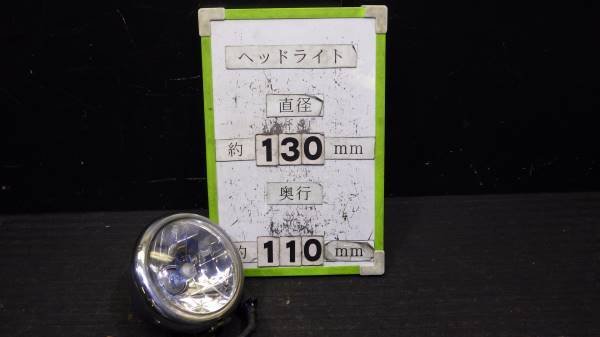 ヘッドライト
直径
約 130 mm
奥行
約 110 mm